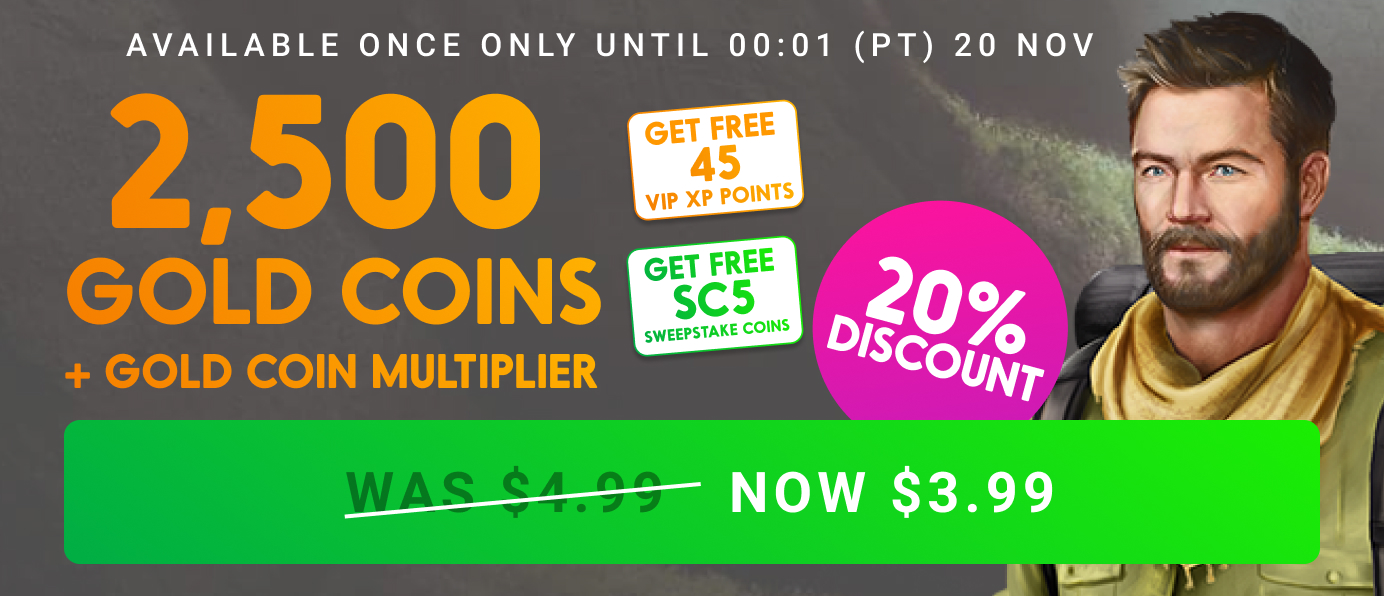 AVAILABLE ONCE ONLY UNTIL 00:01 (PT) 20 NOV
2,500
GOLD COINS
+ GOLD COIN MULTIPLIER
GET FREE
45
VIP XP POINTS
GET FREE
SC5
SWEEPSTAKE COINS
20%
DISCOUNT
WAS $4.99 NOW $3.99